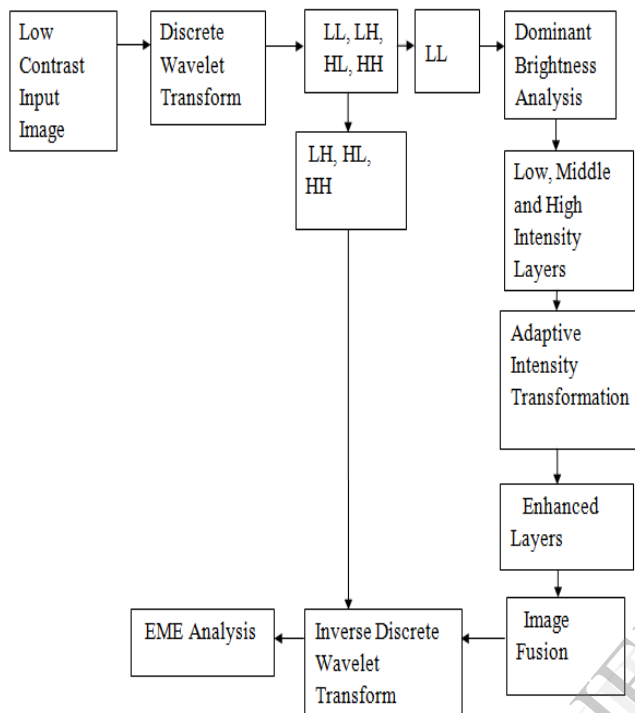 Low
Contrast
Input
Image
Discrete
Wavelet
Transform
LL, LH,
HL, HH
LL
Dominant
Brightness
Analysis
LH, HL,
HH
Low, Middle
and High
Intensity
Layers
Adaptive
Intensity
Transformation
Enhanced
Layers
Image
Fusion
Inverse Discrete
Wavelet
Transform
EME Analysis